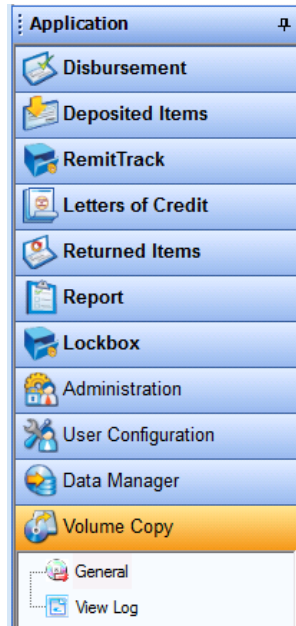 Application
Disbursement
Deposited Items
RemitTrack
Letters of Credit
Returned Items
Report
Lockbox
Administration
User Configuration
Data Manager
Volume Copy
General
View Log